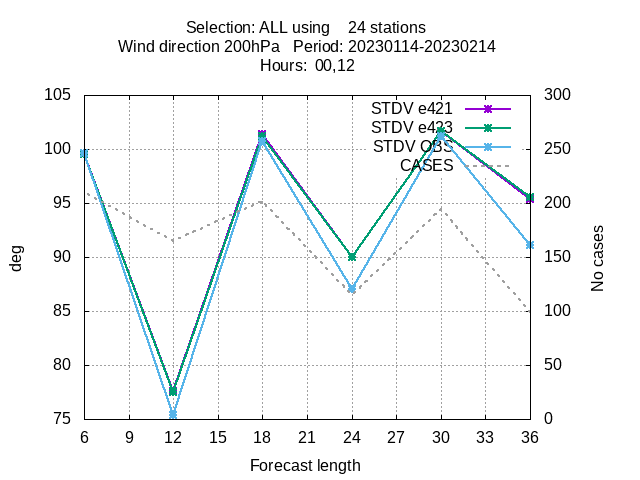 Selection: ALL using    24 stations
Wind direction 200hPa   Period: 20230114-20230214
Hours:  00,12
STDV e421
STDV e423
STDV OBS
CASES
105
100
95
90
85
80
75
300
250
200
150
100
50
0
deg
No cases
6 9 12 15 18 21 24 27 30 33 36
Forecast length